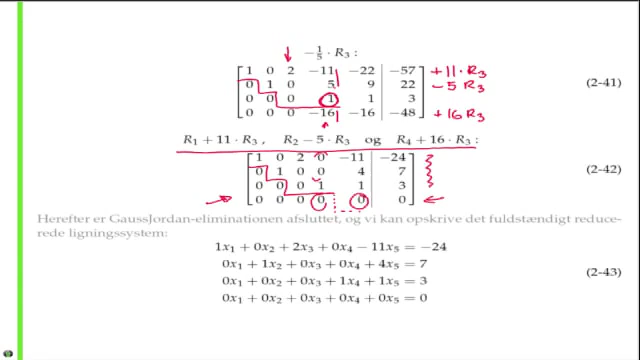 −1/5 · R₃ :
1 0 2 −11 −22 −57 +11 · R₃
0 1 0 5 9 22 −5 R₃
0 0 0 1 1 3 (2-41)
0 0 0 −16 −16 −48 +16 R₃
R₁ + 11 · R₃ , R₂ − 5 · R₃ og R₄ + 16 · R₃ :
1 0 2 0 −11 −24
0 1 0 0 4 7
0 0 0 1 1 3 (2-42)
0 0 0 0 0 0
Herefter er GaussJordan-eliminationen afsluttet, og vi kan opskrive det fuldstændigt reduce-
rede ligningssystem:
1x₁ + 0x₂ + 2x₃ + 0x₄ − 11x₅ = −24
0x₁ + 1x₂ + 0x₃ + 0x₄ + 4x₅ = 7
0x₁ + 0x₂ + 0x₃ + 1x₄ + 1x₅ = 3 (2-43)
0x₁ + 0x₂ + 0x₃ + 0x₄ + 0x₅ = 0